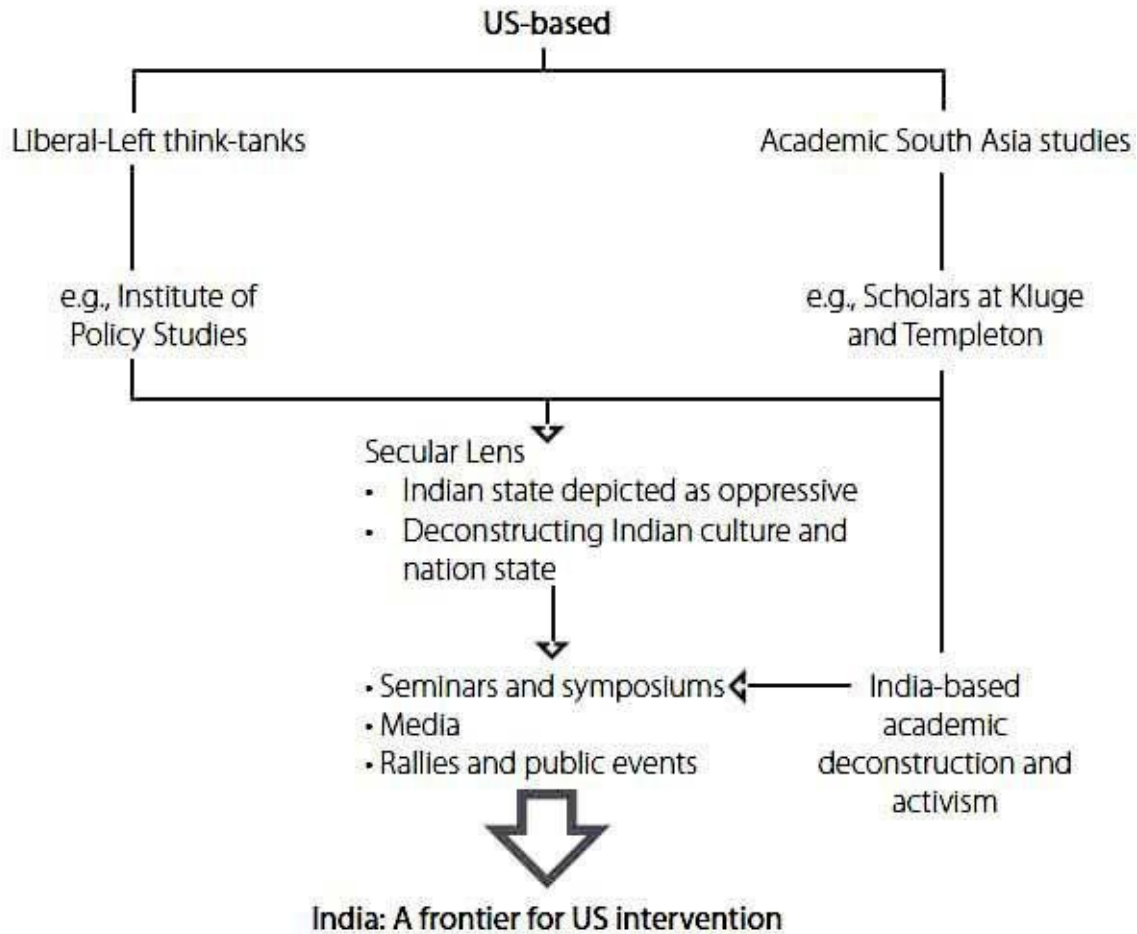 US-based
Liberal-Left think-tanks
Academic South Asia studies
e.g., Institute of
Policy Studies
e.g., Scholars at Kluge
and Templeton
Secular Lens
• Indian state depicted as oppressive
• Deconstructing Indian culture and
nation state
• Seminars and symposiums
• Media
• Rallies and public events
India-based
academic
deconstruction and
activism
India: A frontier for US intervention